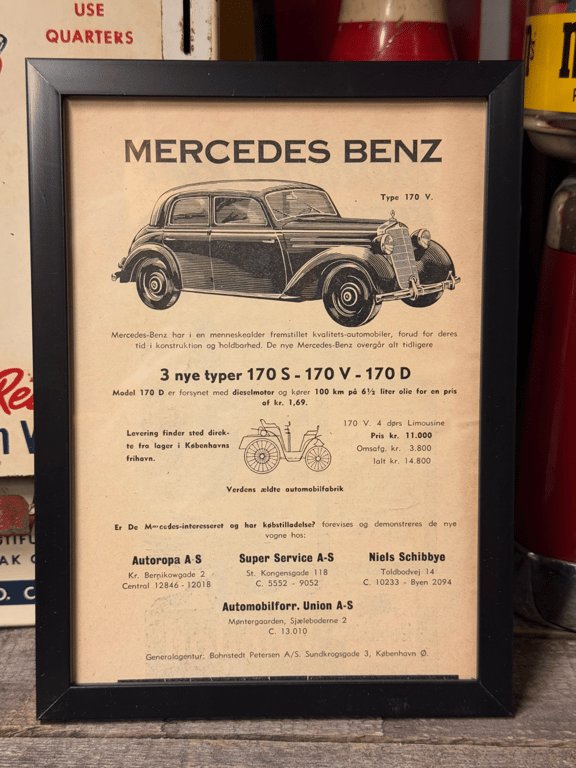 USE
QUARTERS
MERCEDES BENZ
Type 170 V.
Mercedes-Benz har i en menneskealder fremstillet kvalitets-automobiler, forud for deres
tid i konstruktion og holdbarhed. De nye Mercedes-Benz overgår alt tidligere
3 nye typer 170 S - 170 V - 170 D
Model 170 D er forsynet med dieselmotor og kører 100 km på 6½ liter olie for en pris
af kr. 1,69.
Levering finder sted direk-
te fra lager i Københavns
frihavn.
170 V. 4 dørs Limousine
Pris kr. 11.000
Omsafg. kr. 3.800
Ialt kr. 14.800
Verdens ældte automobilfabrik
Er De Mercedes-interesseret og har købstilladelse? forevises og demonstreres de nye
vogne hos:
Autoropa A-S
Kr. Bernikowgade 2
Central 12846 - 12018
Super Service A-S
St. Kongensgade 118
C. 5552 - 9052
Niels Schibbye
Toldbodvej 14
C. 10233 - Byen 2094
Automobilforr. Union A-S
Møntergaarden, Sjæleboderne 2
C. 13.010
Generalagentur: Bohnstedt Petersen A/S. Sundkrogsgade 3, København Ø.